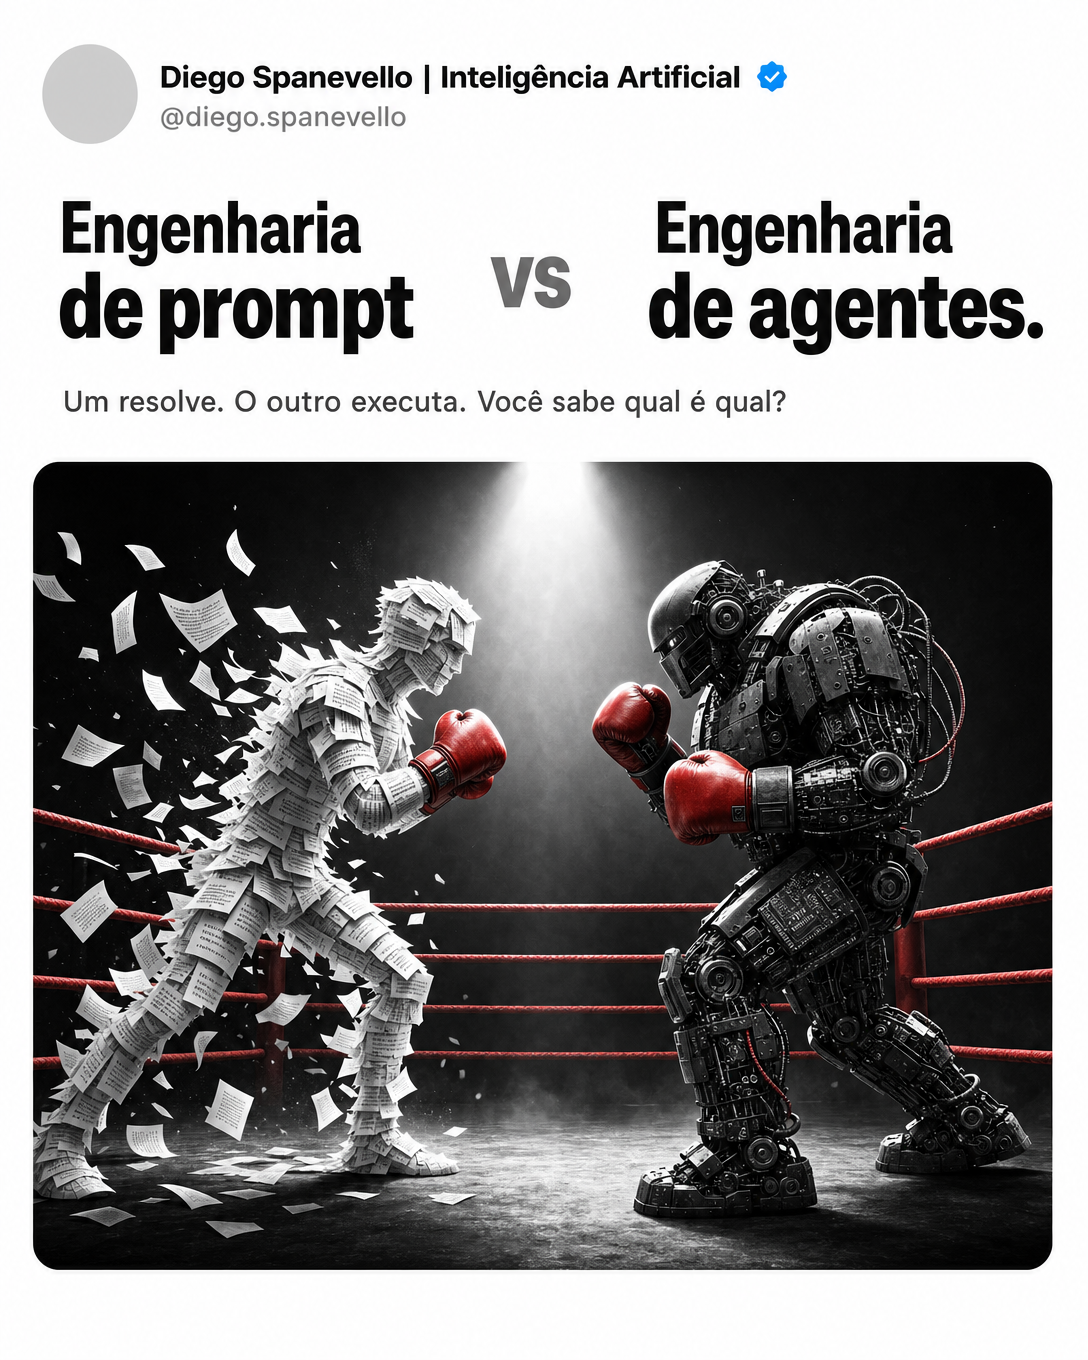 Diego Spanevello | Inteligência Artificial
@diego.spanevello
Engenharia
de prompt
vs
Engenharia
de agentes.
Um resolve. O outro executa. Você sabe qual é qual?